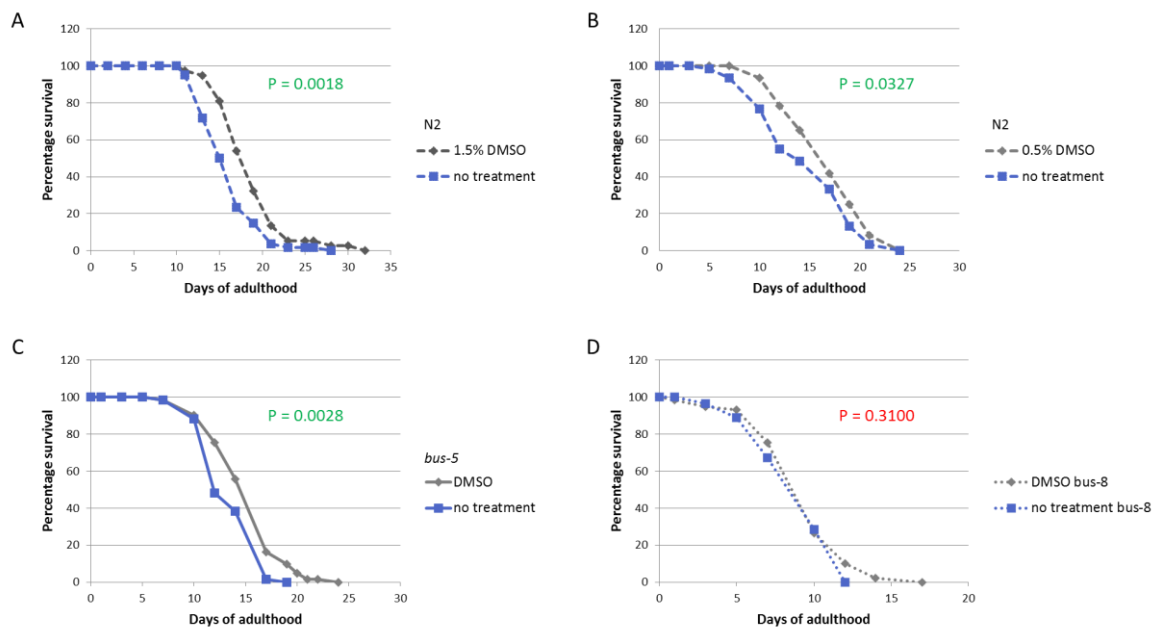 A
120
100
80
60
40
20
0
Percentage survival
P = 0.0018
N2
1.5% DMSO
no treatment
0 5 10 15 20 25 30 35
Days of adulthood
B
120
100
80
60
40
20
0
Percentage survival
P = 0.0327
N2
0.5% DMSO
no treatment
0 5 10 15 20 25 30
Days of adulthood
C
120
100
80
60
40
20
0
Percentage survival
P = 0.0028
bus-5
DMSO
no treatment
0 5 10 15 20 25 30
Days of adulthood
D
120
100
80
60
40
20
0
Percentage survival
P = 0.3100
DMSO bus-8
no treatment bus-8
0 5 10 15 20
Days of adulthood